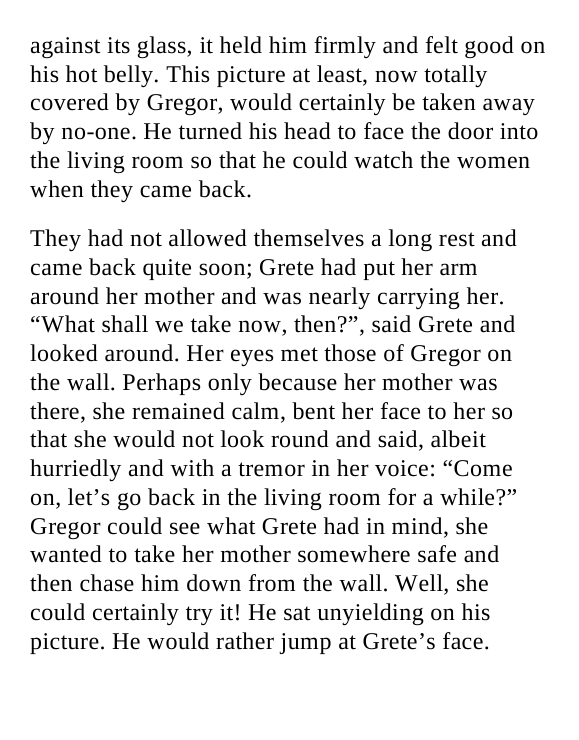 against its glass, it held him firmly and felt good on
his hot belly. This picture at least, now totally
covered by Gregor, would certainly be taken away
by no-one. He turned his head to face the door into
the living room so that he could watch the women
when they came back.
They had not allowed themselves a long rest and
came back quite soon; Grete had put her arm
around her mother and was nearly carrying her.
“What shall we take now, then?”, said Grete and
looked around. Her eyes met those of Gregor on
the wall. Perhaps only because her mother was
there, she remained calm, bent her face to her so
that she would not look round and said, albeit
hurriedly and with a tremor in her voice: “Come
on, let’s go back in the living room for a while?”
Gregor could see what Grete had in mind, she
wanted to take her mother somewhere safe and
then chase him down from the wall. Well, she
could certainly try it! He sat unyielding on his
picture. He would rather jump at Grete’s face.